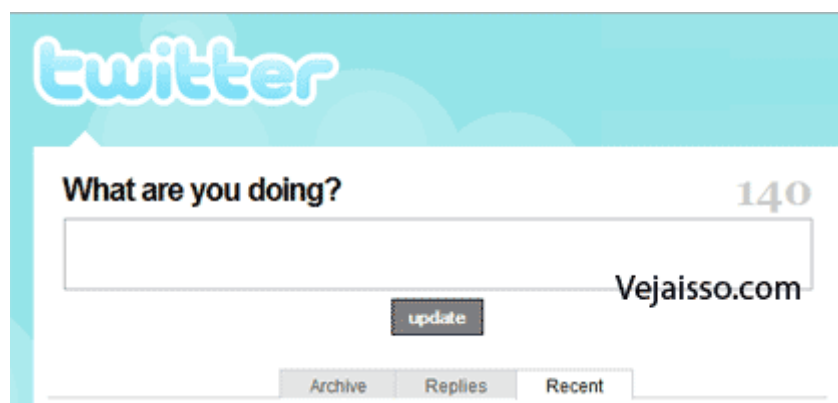 twitter
What are you doing?
140
Vejaisso.com
update
Archive Replies Recent